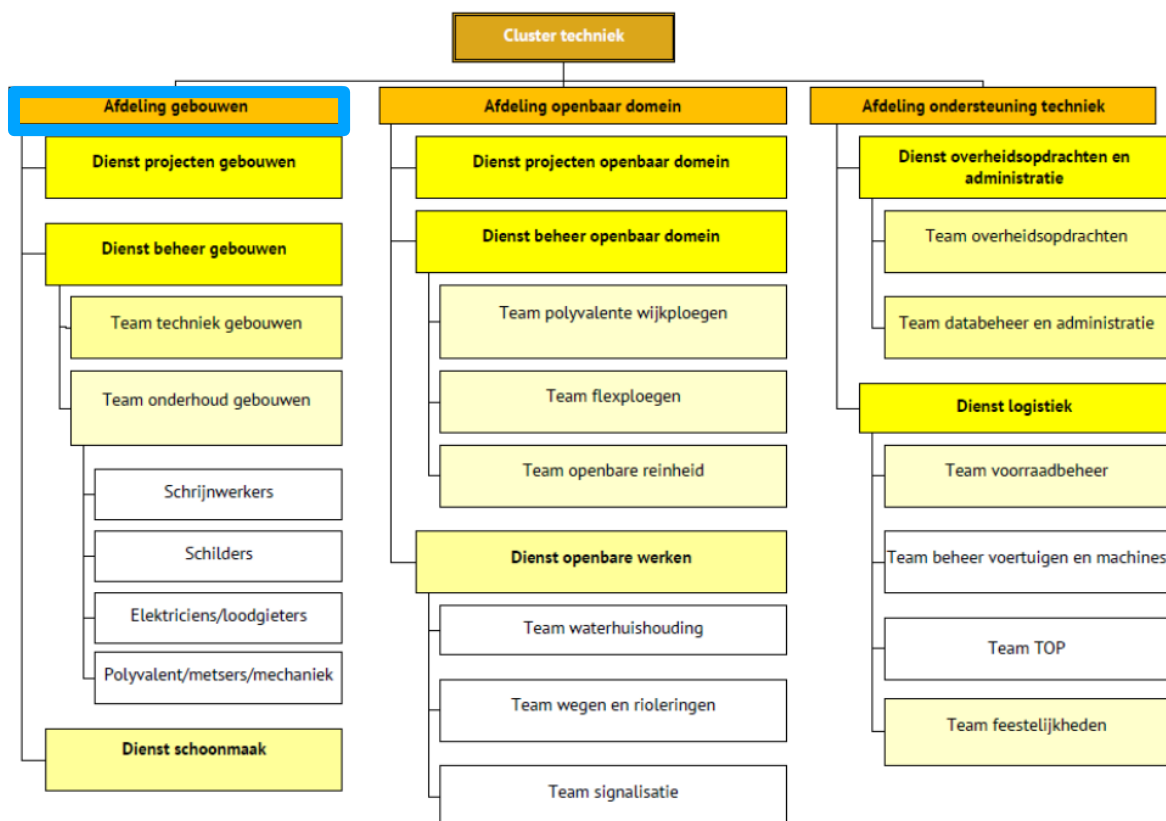 Cluster techniek
Afdeling gebouwen
Dienst projecten gebouwen
Dienst beheer gebouwen
Team techniek gebouwen
Team onderhoud gebouwen
Schrijnwerkers
Schilders
Elektriciens/loodgieters
Polyvalent/metsers/mechaniek
Dienst schoonmaak
Afdeling openbaar domein
Dienst projecten openbaar domein
Dienst beheer openbaar domein
Team polyvalente wijkploegen
Team flexploegen
Team openbare reinheid
Dienst openbare werken
Team waterhuishouding
Team wegen en rioleringen
Team signalisatie
Afdeling ondersteuning techniek
Dienst overheidsopdrachten en
administratie
Team overheidsopdrachten
Team databeheer en administratie
Dienst logistiek
Team voorraadbeheer
Team beheer voertuigen en machines
Team TOP
Team feestelijkheden